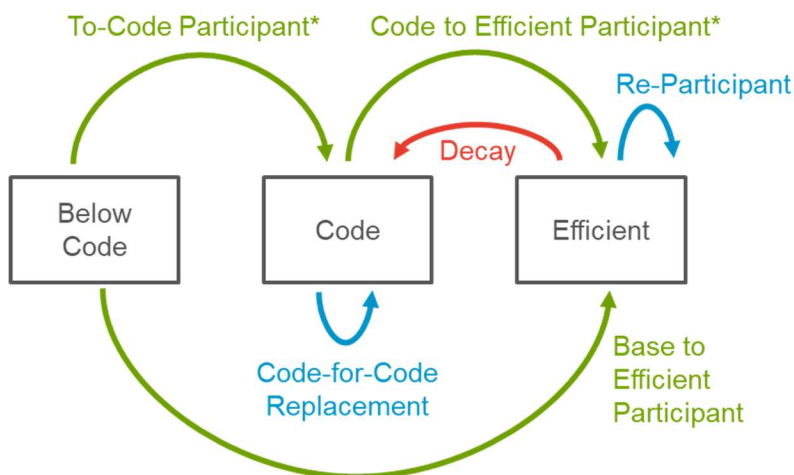 To-Code Participant*
Code to Efficient Participant*
Re-Participant
Decay
Below
Code
Code
Efficient
Code-for-Code
Replacement
Base to
Efficient
Participant